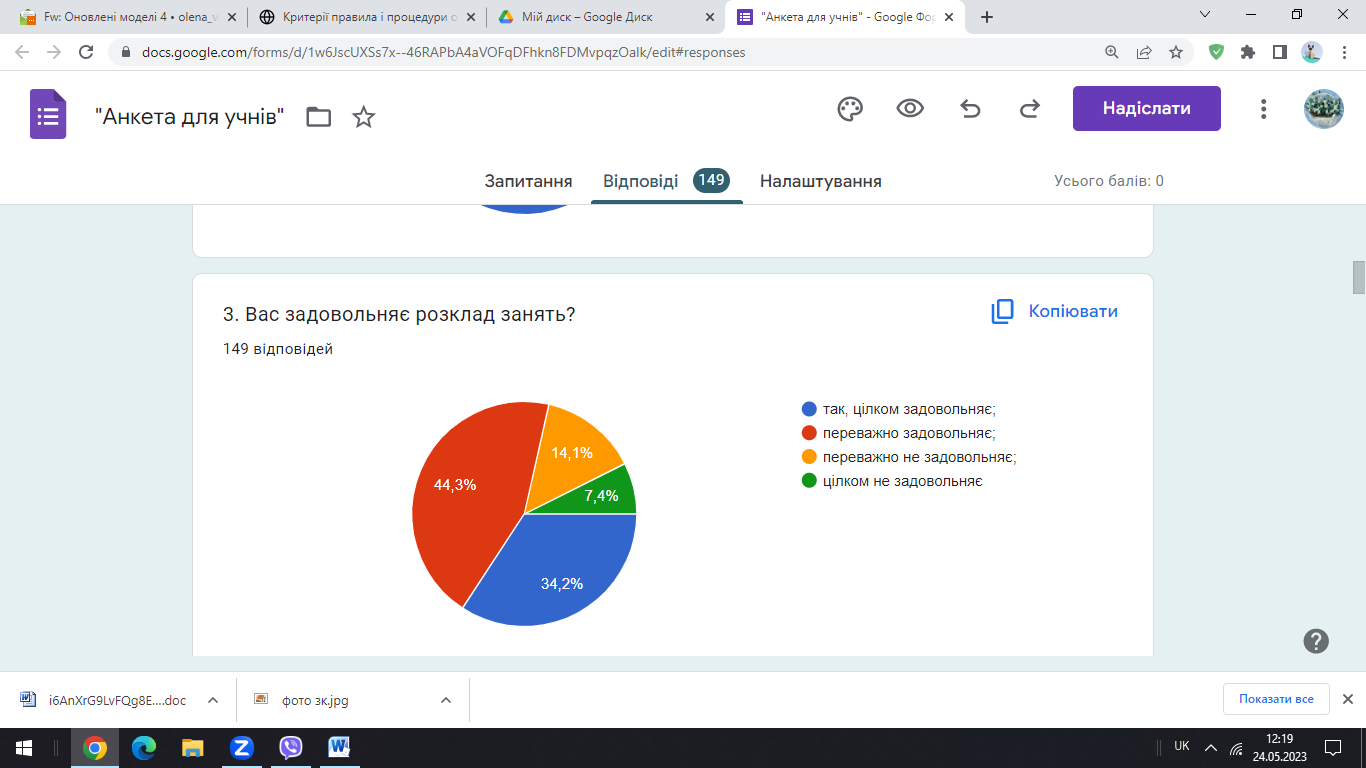 Fw: Оновлені моделі 4 • olena_v
Критерії правила і процедури о
Мій диск – Google Диск
"Анкета для учнів" - Google Фор
docs.google.com/forms/d/1w6JscUXSs7x--46RAPbA4aVOFqDFhkn8FDMvpqzOaIk/edit#responses
"Анкета для учнів"
Надіслати
Запитання
Відповіді 149
Налаштування
Усього балів: 0
3. Вас задовольняє розклад занять?
Копіювати
149 відповідей
так, цілком задовольняє;
переважно задовольняє;
переважно не задовольняє;
цілком не задовольняє
14,1%
44,3%
7,4%
34,2%
i6AnXrG9LvFQg8E....doc
фото зк.jpg
Показати все
UK
12:19
24.05.2023